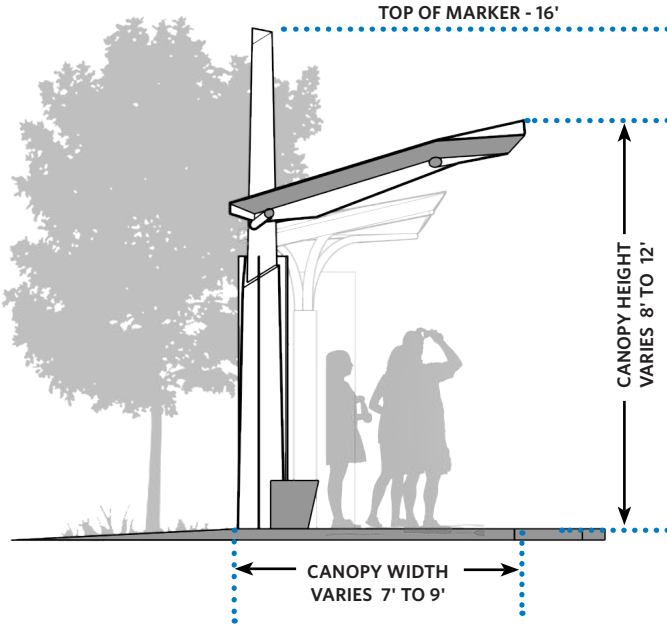 TOP OF MARKER - 16'
CANOPY HEIGHT
VARIES 8' TO 12'
CANOPY WIDTH
VARIES 7' TO 9'